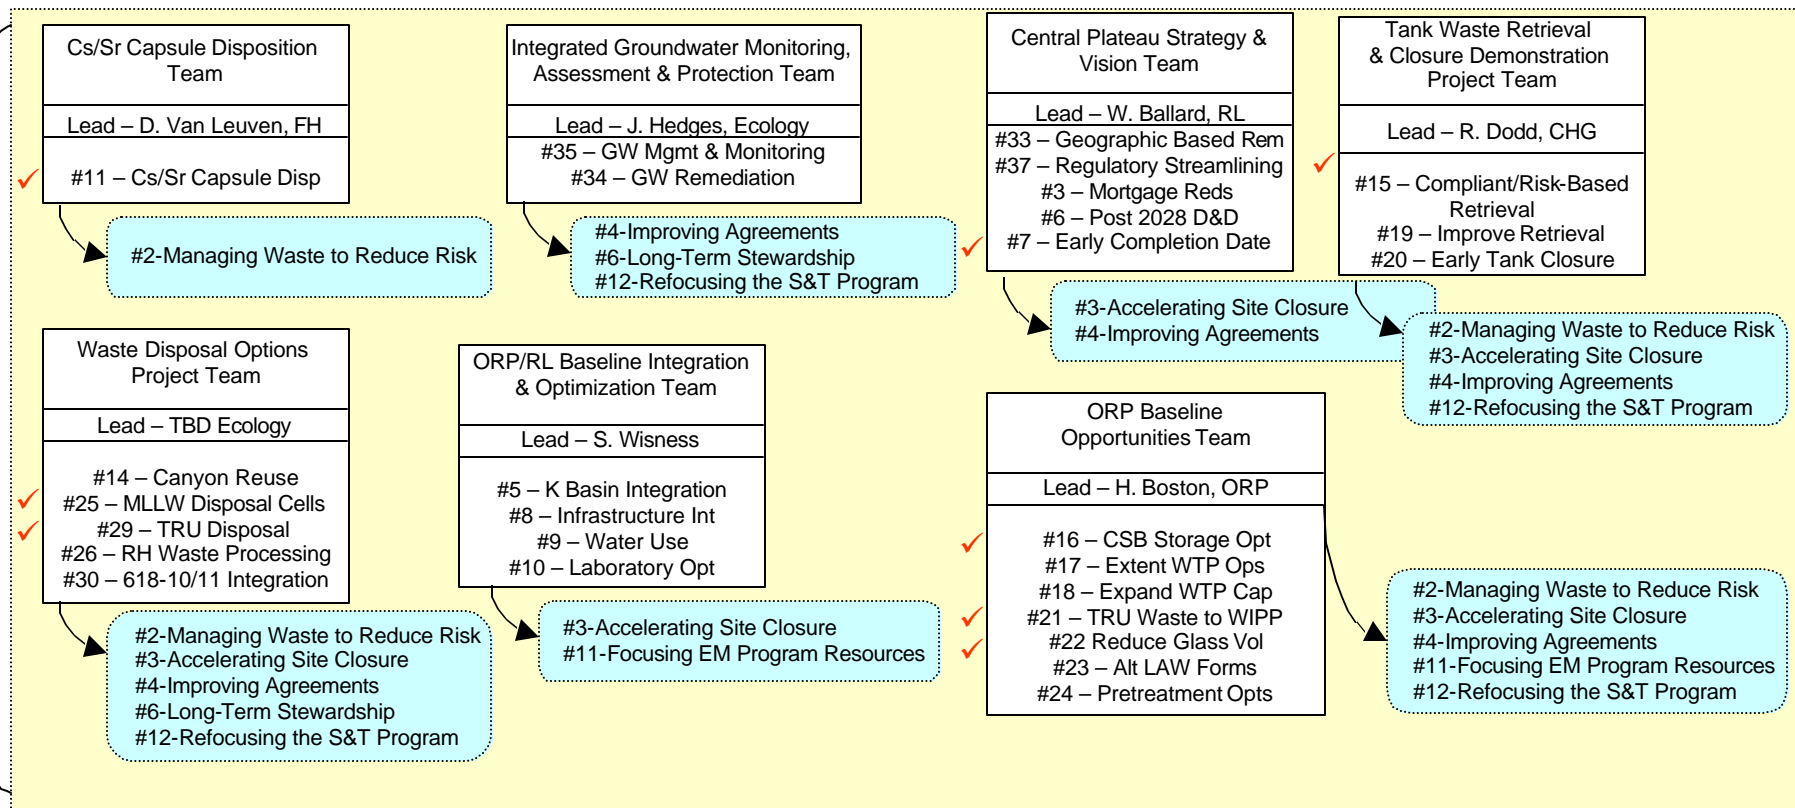 Cs/Sr Capsule Disposition
Team
Lead – D. Van Leuven, FH
#11 – Cs/Sr Capsule Disp
#2-Managing Waste to Reduce Risk
Integrated Groundwater Monitoring,
Assessment & Protection Team
Lead – J. Hedges, Ecology
#35 – GW Mgmt & Monitoring
#34 – GW Remediation
#4-Improving Agreements
#6-Long-Term Stewardship
#12-Refocusing the S&T Program
Central Plateau Strategy &
Vision Team
Lead – W. Ballard, RL
#33 – Geographic Based Rem
#37 – Regulatory Streamlining
#3 – Mortgage Reds
#6 – Post 2028 D&D
#7 – Early Completion Date
#3-Accelerating Site Closure
#4-Improving Agreements
Tank Waste Retrieval
& Closure Demonstration
Project Team
Lead – R. Dodd, CHG
#15 – Compliant/Risk-Based
Retrieval
#19 – Improve Retrieval
#20 – Early Tank Closure
#2-Managing Waste to Reduce Risk
#3-Accelerating Site Closure
#4-Improving Agreements
#12-Refocusing the S&T Program
Waste Disposal Options
Project Team
Lead – TBD Ecology
#14 – Canyon Reuse
#25 – MLLW Disposal Cells
#29 – TRU Disposal
#26 – RH Waste Processing
#30 – 618-10/11 Integration
#2-Managing Waste to Reduce Risk
#3-Accelerating Site Closure
#4-Improving Agreements
#6-Long-Term Stewardship
#12-Refocusing the S&T Program
ORP/RL Baseline Integration
& Optimization Team
Lead – S. Wisness
#5 – K Basin Integration
#8 – Infrastructure Int
#9 – Water Use
#10 – Laboratory Opt
#3-Accelerating Site Closure
#11-Focusing EM Program Resources
ORP Baseline
Opportunities Team
Lead – H. Boston, ORP
#16 – CSB Storage Opt
#17 – Extent WTP Ops
#18 – Expand WTP Cap
#21 – TRU Waste to WIPP
#22 Reduce Glass Vol
#23 – Alt LAW Forms
#24 – Pretreatment Opts
#2-Managing Waste to Reduce Risk
#3-Accelerating Site Closure
#4-Improving Agreements
#11-Focusing EM Program Resources
#12-Refocusing the S&T Program